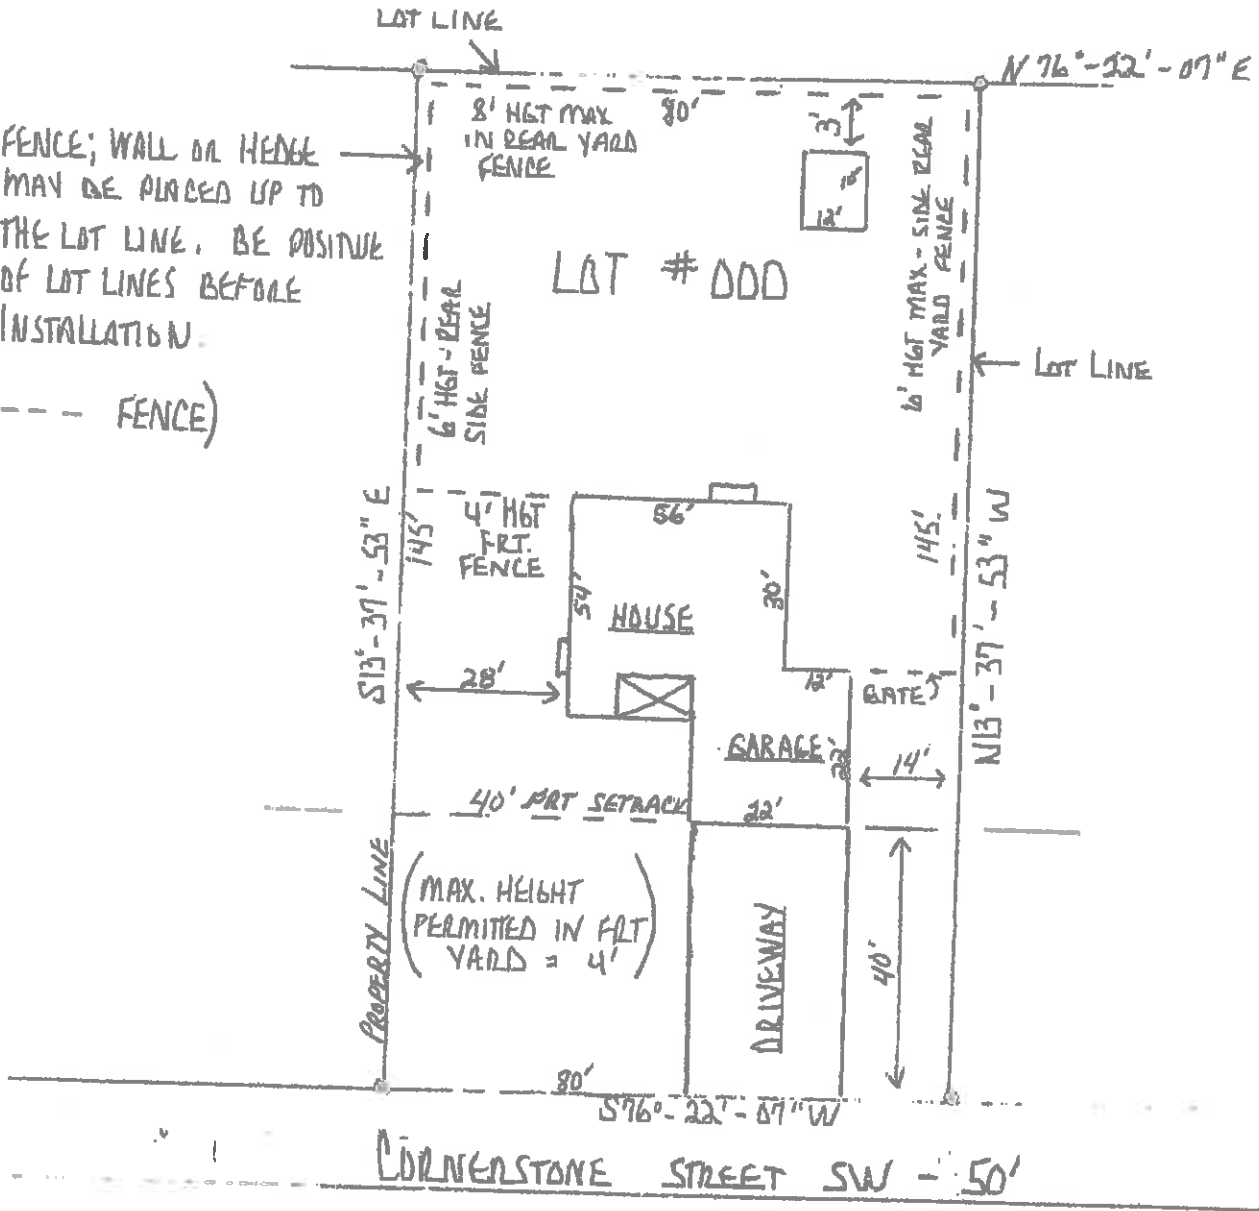 LOT LINE
N 76°-22'-07" E
8' HGT MAX
IN REAR YARD
FENCE
80'
3'
12'
FENCE; WALL OR HEDGE
MAY BE PLACED UP TO
THE LOT LINE. BE POSITIVE
OF LOT LINES BEFORE
INSTALLATION.
--- FENCE)
LOT #000
6' HGT - REAR
SIDE FENCE
6' HGT MAX - SIDE REAR
YARD FENCE
LOT LINE
S13°-37'-53" E
145'
4' HGT
FRT.
FENCE
56'
54'
30'
HOUSE
145'
N13°-37'-53" W
28'
12'
GATE
GARAGE
22'
14'
40' FRT SETBACK
22'
PROPERTY LINE
(MAX. HEIGHT
PERMITTED IN FRT
YARD = 4')
DRIVEWAY
40'
80'
S76°-22'-07" W
CORNERSTONE STREET SW - 50'